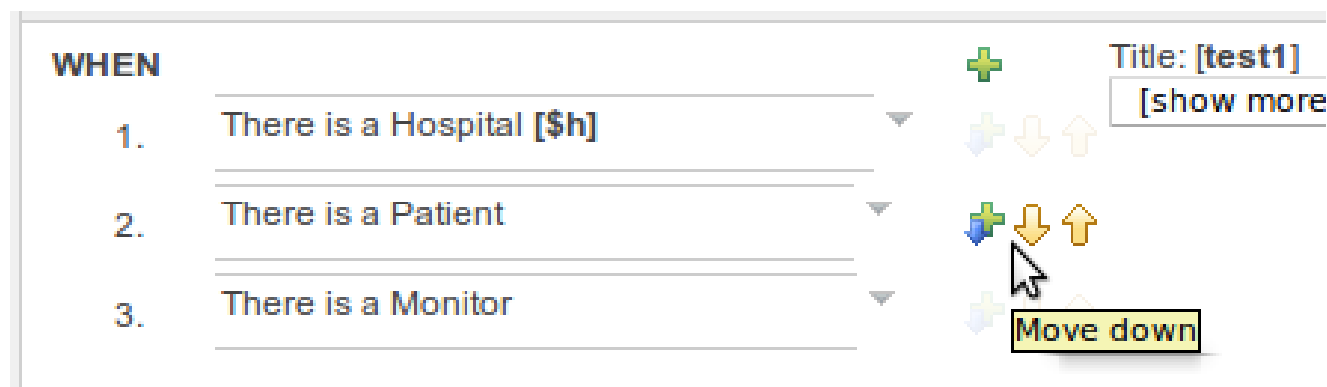 WHEN
Title: [test1]
[show more
1. There is a Hospital [$h]
2. There is a Patient
3. There is a Monitor
Move down